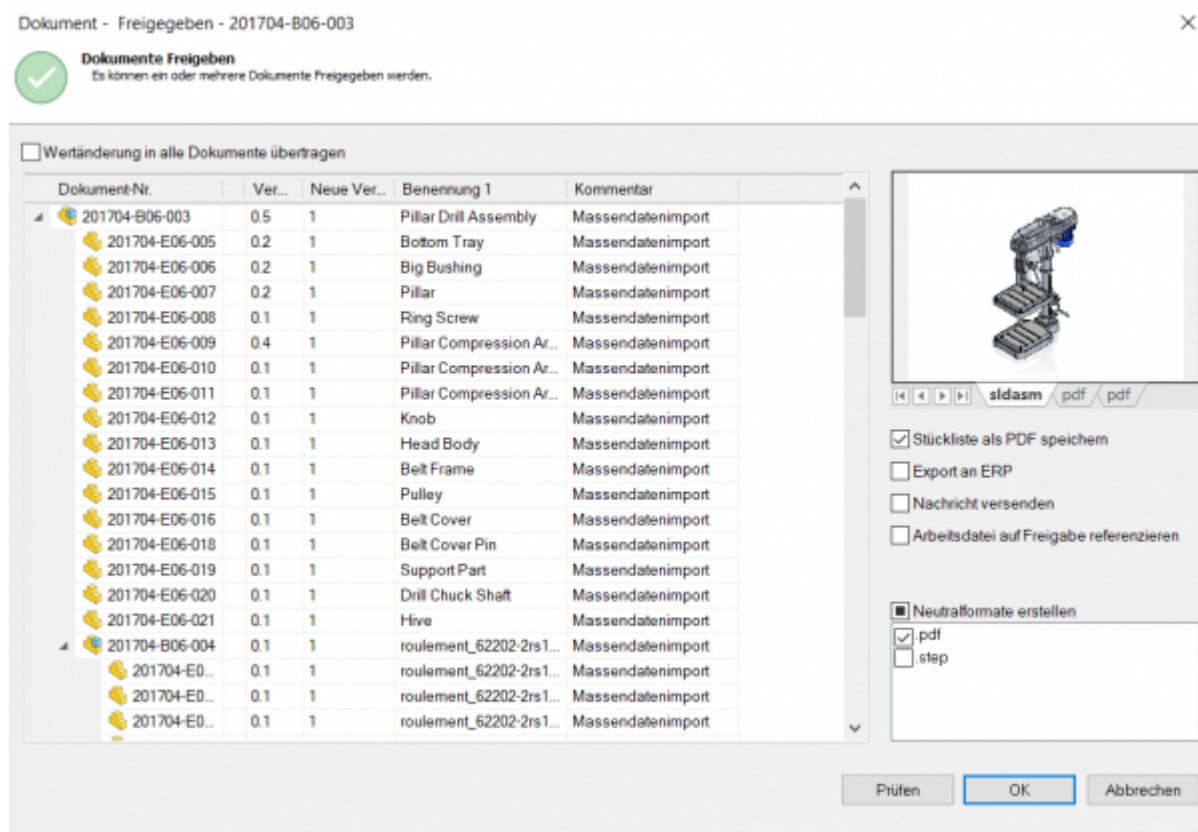 Dokument - Freigegeben - 201704-B06-003
Dokumente Freigeben
Es können ein oder mehrere Dokumente Freigegeben werden.
Wertänderung in alle Dokumente übertragen
Dokument-Nr. Ver... Neue Ver... Benennung 1 Kommentar
201704-B06-003 0.5 1 Pillar Drill Assembly Massendatenimport
201704-E06-005 0.2 1 Bottom Tray Massendatenimport
201704-E06-006 0.2 1 Big Bushing Massendatenimport
201704-E06-007 0.2 1 Pillar Massendatenimport
201704-E06-008 0.1 1 Ring Screw Massendatenimport
201704-E06-009 0.4 1 Pillar Compression Ar... Massendatenimport
201704-E06-010 0.1 1 Pillar Compression Ar... Massendatenimport
201704-E06-011 0.1 1 Pillar Compression Ar... Massendatenimport
201704-E06-012 0.1 1 Knob Massendatenimport
201704-E06-013 0.1 1 Head Body Massendatenimport
201704-E06-014 0.1 1 Belt Frame Massendatenimport
201704-E06-015 0.1 1 Pulley Massendatenimport
201704-E06-016 0.1 1 Belt Cover Massendatenimport
201704-E06-018 0.1 1 Belt Cover Pin Massendatenimport
201704-E06-019 0.1 1 Support Part Massendatenimport
201704-E06-020 0.1 1 Drill Chuck Shaft Massendatenimport
201704-E06-021 0.1 1 Hive Massendatenimport
201704-B06-004 0.1 1 roulement_62202-2rs1... Massendatenimport
201704-E0... 0.1 1 roulement_62202-2rs1... Massendatenimport
201704-E0... 0.1 1 roulement_62202-2rs1... Massendatenimport
201704-E0... 0.1 1 roulement_62202-2rs1... Massendatenimport
sldasm pdf pdf
Stückliste als PDF speichern
Export an ERP
Nachricht versenden
Arbeitsdatei auf Freigabe referenzieren
Neutralformate erstellen
.pdf
.step
Prüfen OK Abbrechen